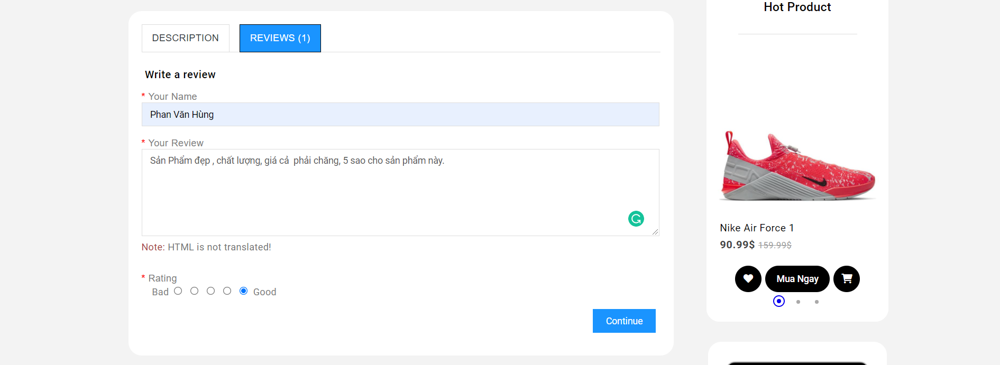 DESCRIPTION
REVIEWS (1)
Write a review
* Your Name
Phan Văn Hùng
* Your Review
Sản Phẩm đẹp , chất lượng, giá cả  phải chăng, 5 sao cho sản phẩm này.
Note: HTML is not translated!
* Rating
Bad Good
Continue
Hot Product
Nike Air Force 1
90.99$ 159.99$
Mua Ngay